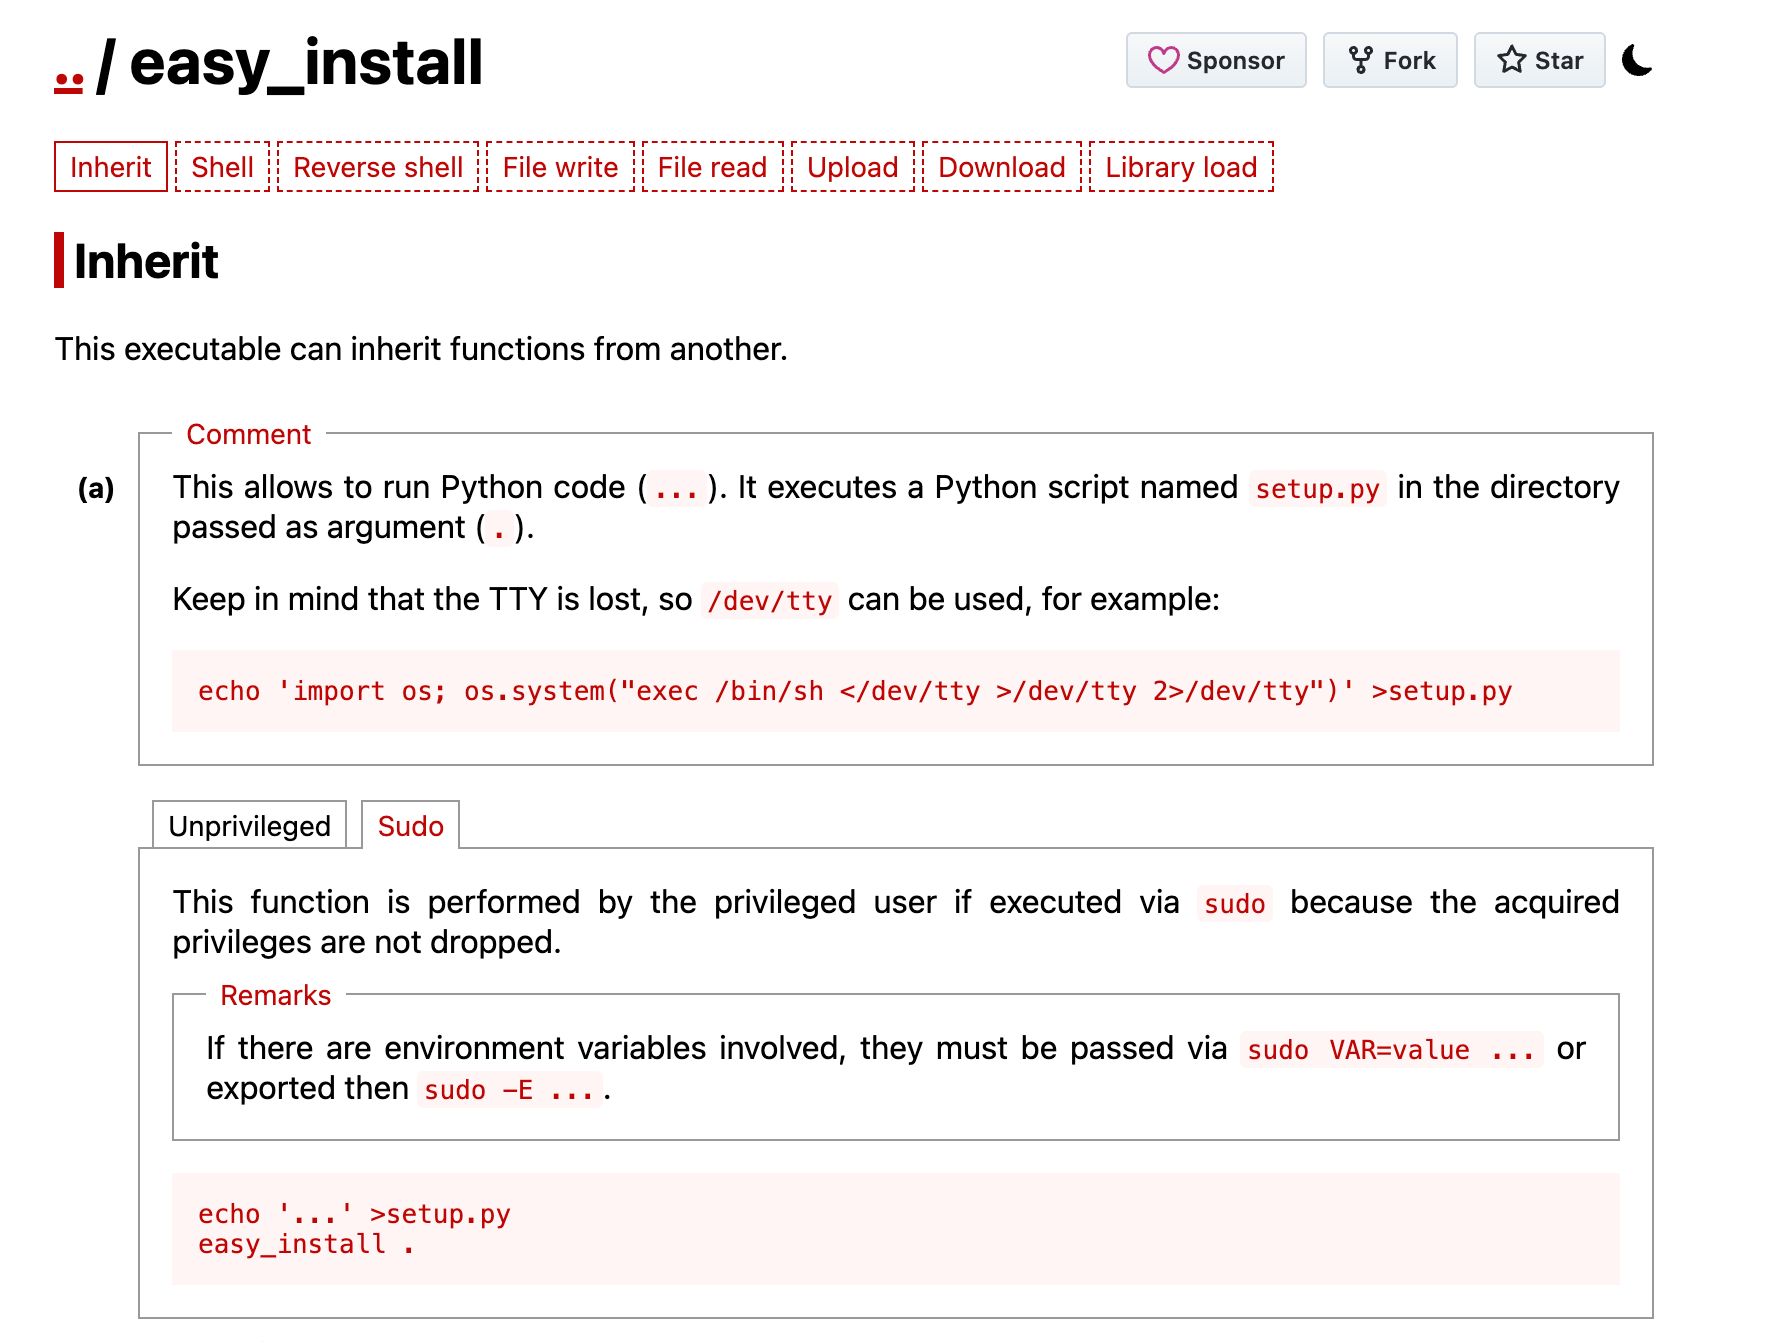 .. / easy_install
Sponsor
Fork
Star
Inherit
Shell
Reverse shell
File write
File read
Upload
Download
Library load
Inherit
This executable can inherit functions from another.
(a)
Comment
This allows to run Python code (...). It executes a Python script named setup.py in the directory
passed as argument (.).
Keep in mind that the TTY is lost, so /dev/tty can be used, for example:
echo 'import os; os.system("exec /bin/sh </dev/tty >/dev/tty 2>/dev/tty")' >setup.py
Unprivileged
Sudo
This function is performed by the privileged user if executed via sudo because the acquired
privileges are not dropped.
Remarks
If there are environment variables involved, they must be passed via sudo VAR=value ... or
exported then sudo -E ....
echo '...' >setup.py
easy_install .